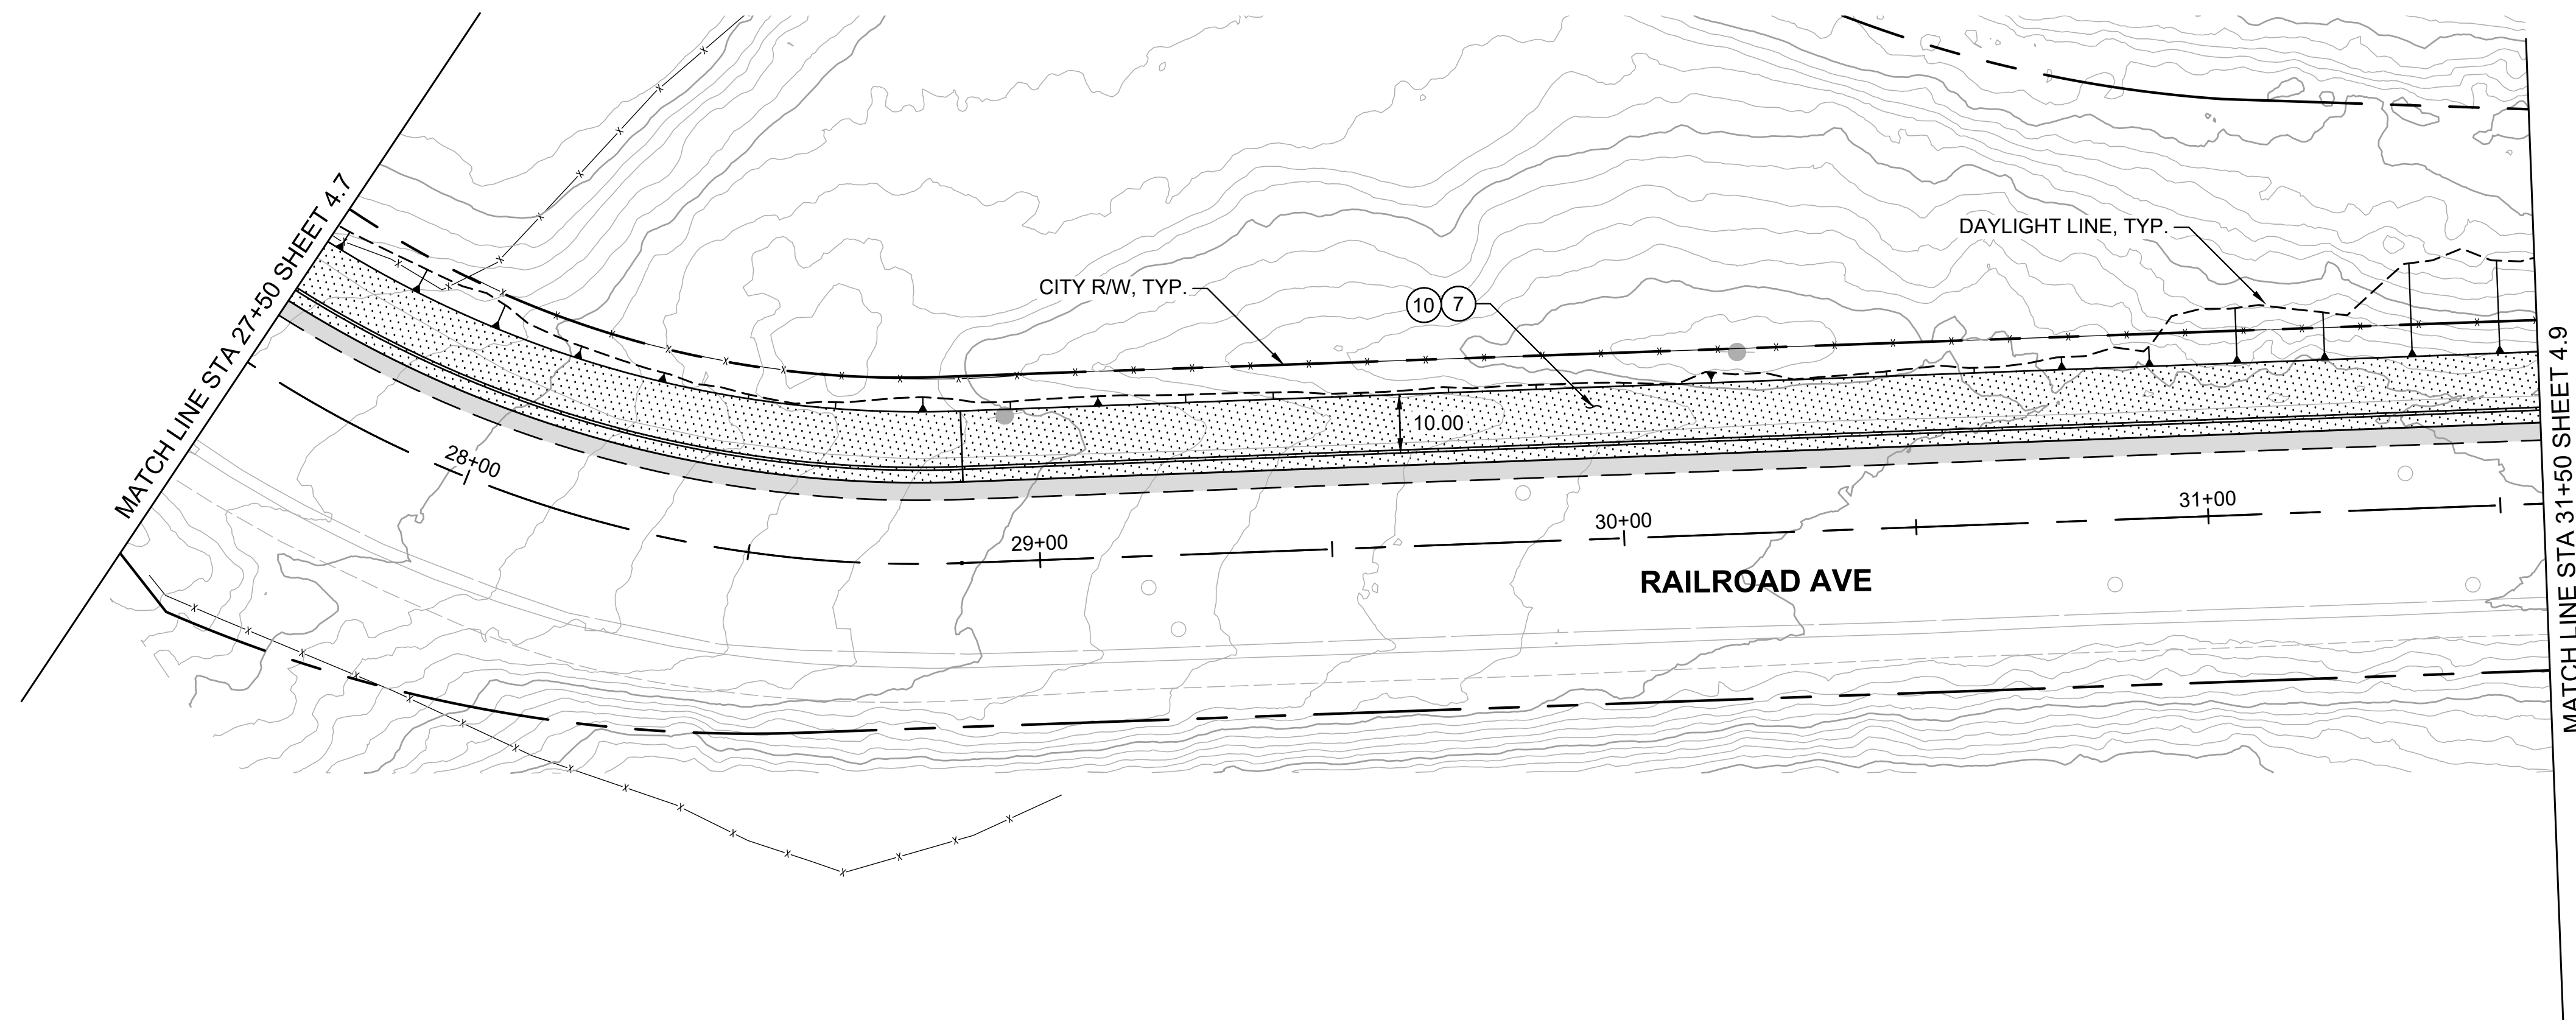 MATCH LINE STA 27+50 SHEET 4.7
CITY R/W, TYP.
DAYLIGHT LINE, TYP.
10 7
10.00
28+00
29+00
30+00
31+00
RAILROAD AVE
MATCH LINE STA 31+50 SHEET 4.9